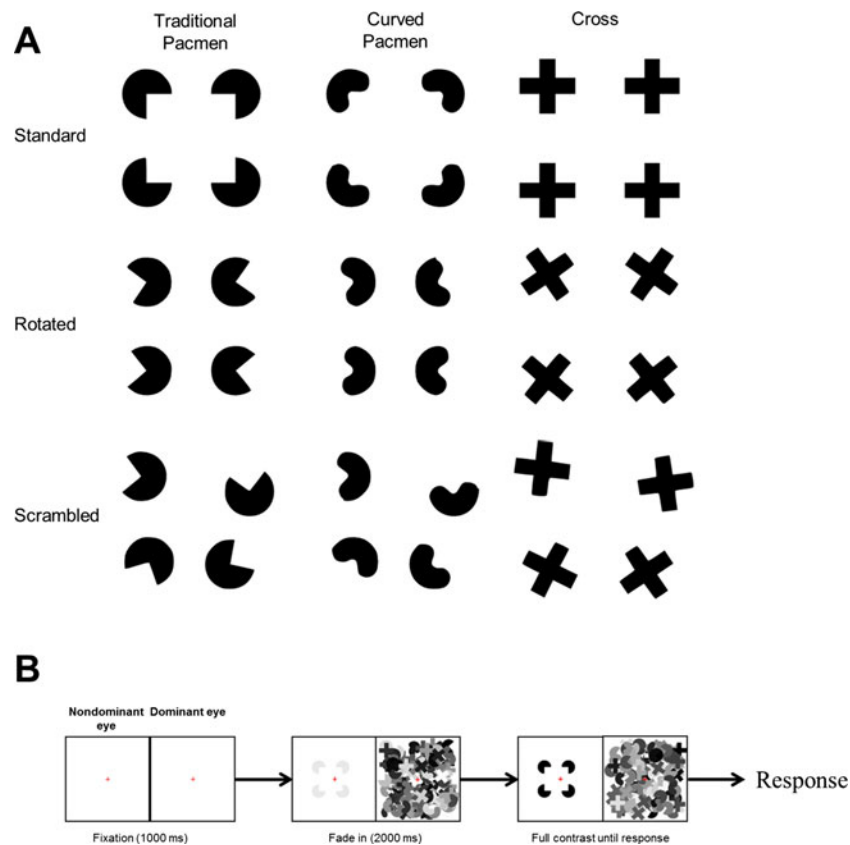 A
Traditional
Pacmen
Curved
Pacmen
Cross
Standard
Rotated
Scrambled
B
Nondominant
eye
Dominant eye
Response
Fixation (1000 ms)
Fade in (2000 ms)
Full contrast until response